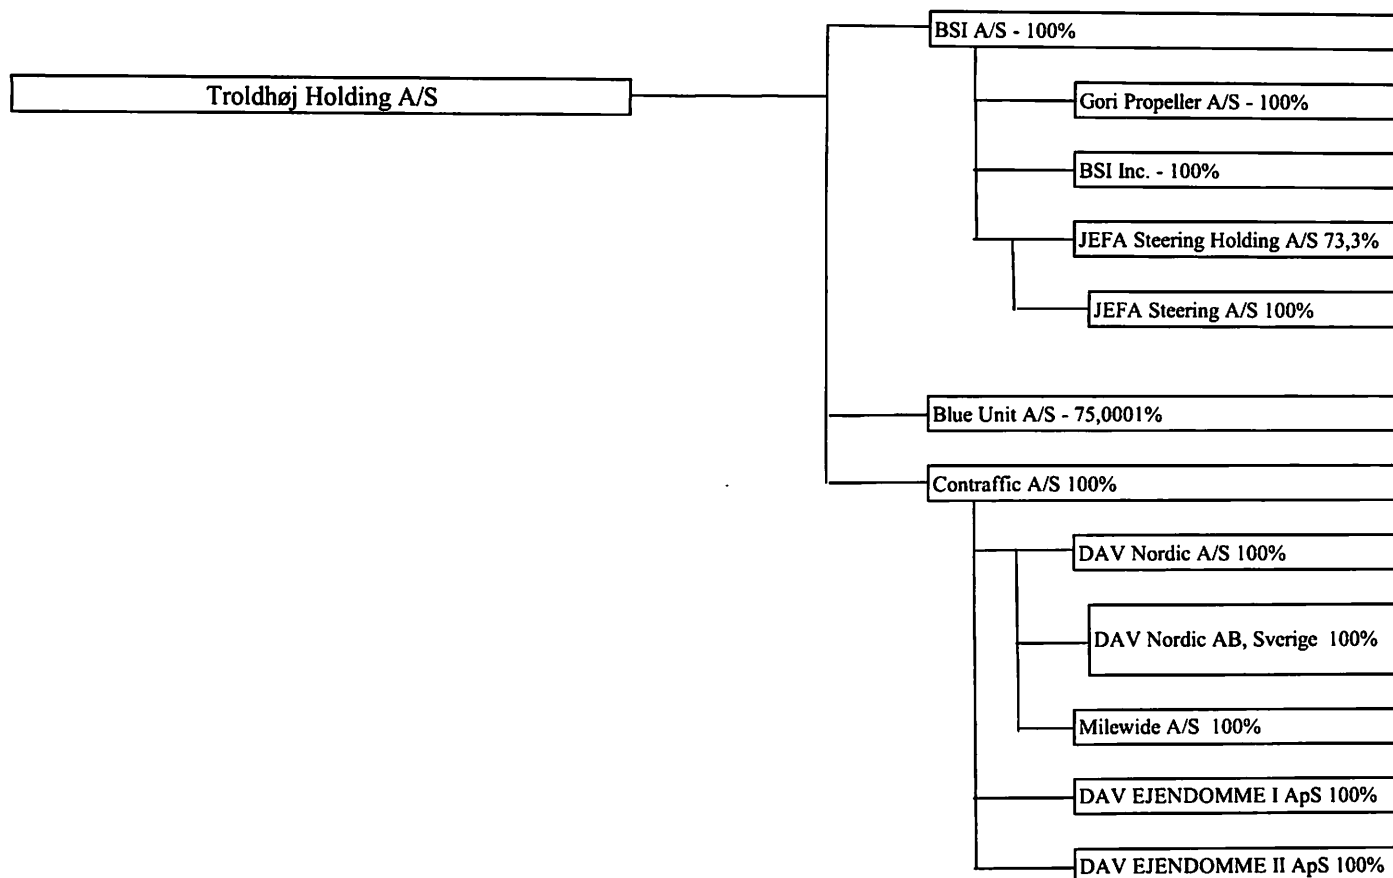 BSI A/S - 100%
Troldhøj Holding A/S
Gori Propeller A/S - 100%
BSI Inc. - 100%
JEFA Steering Holding A/S 73,3%
JEFA Steering A/S 100%
Blue Unit A/S - 75,0001%
Contraffic A/S 100%
DAV Nordic A/S 100%
DAV Nordic AB, Sverige 100%
Milewide A/S 100%
DAV EJENDOMME I ApS 100%
DAV EJENDOMME II ApS 100%